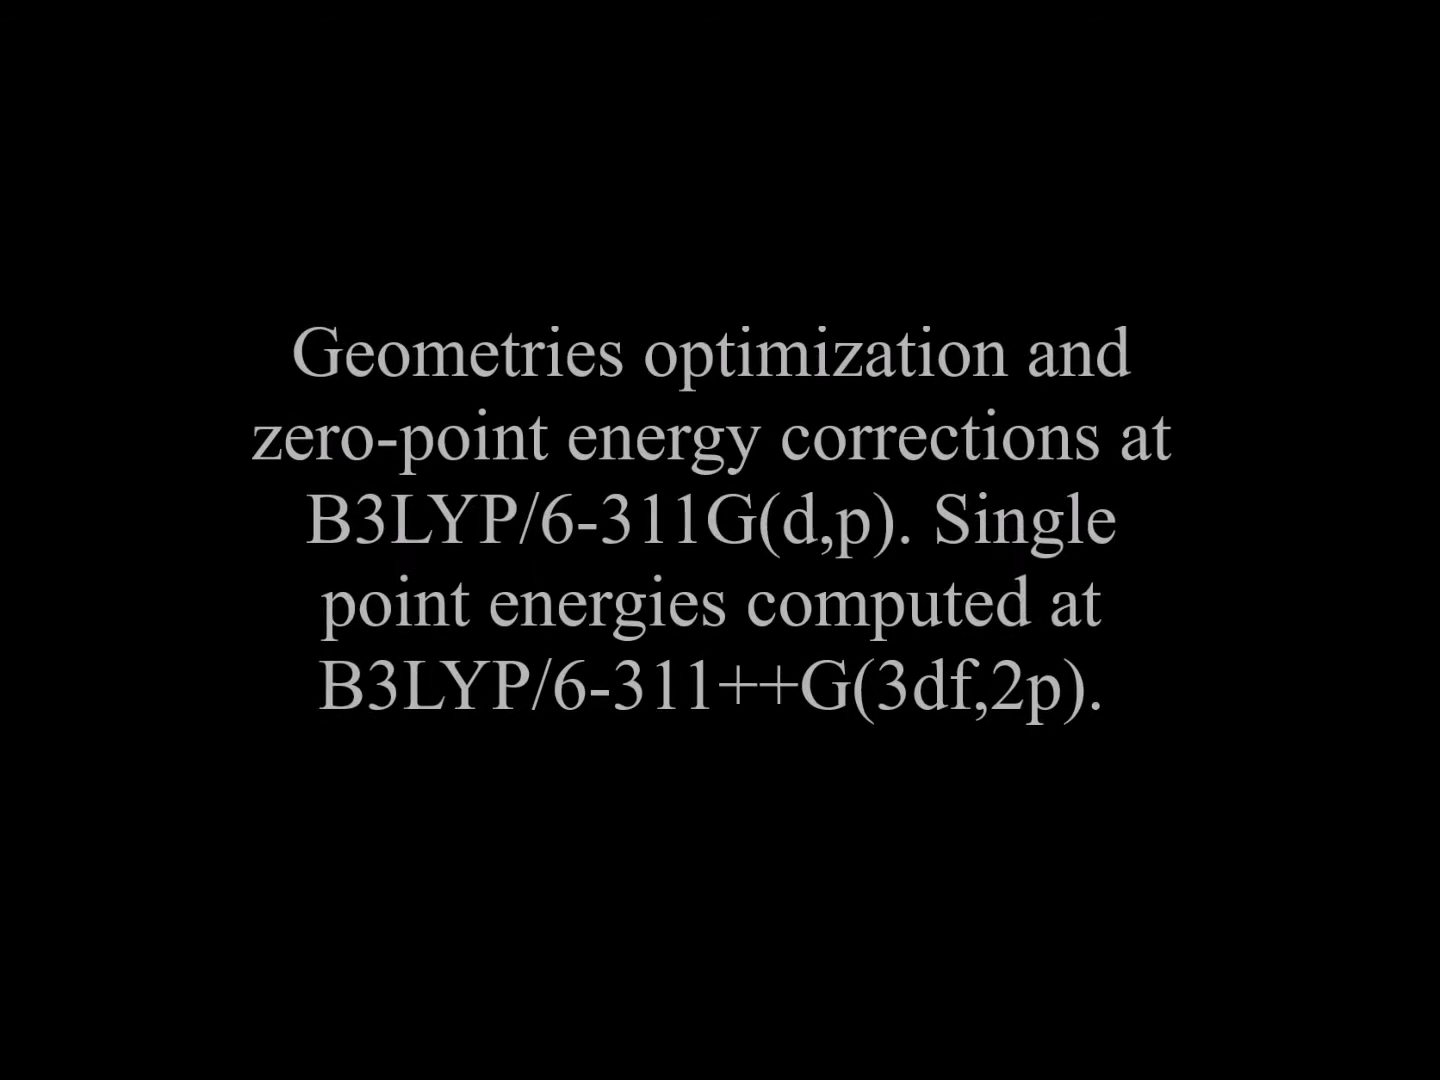 Geometries optimization and
zero-point energy corrections at
B3LYP/6-311G(d,p). Single
point energies computed at
B3LYP/6-311++G(3df,2p).